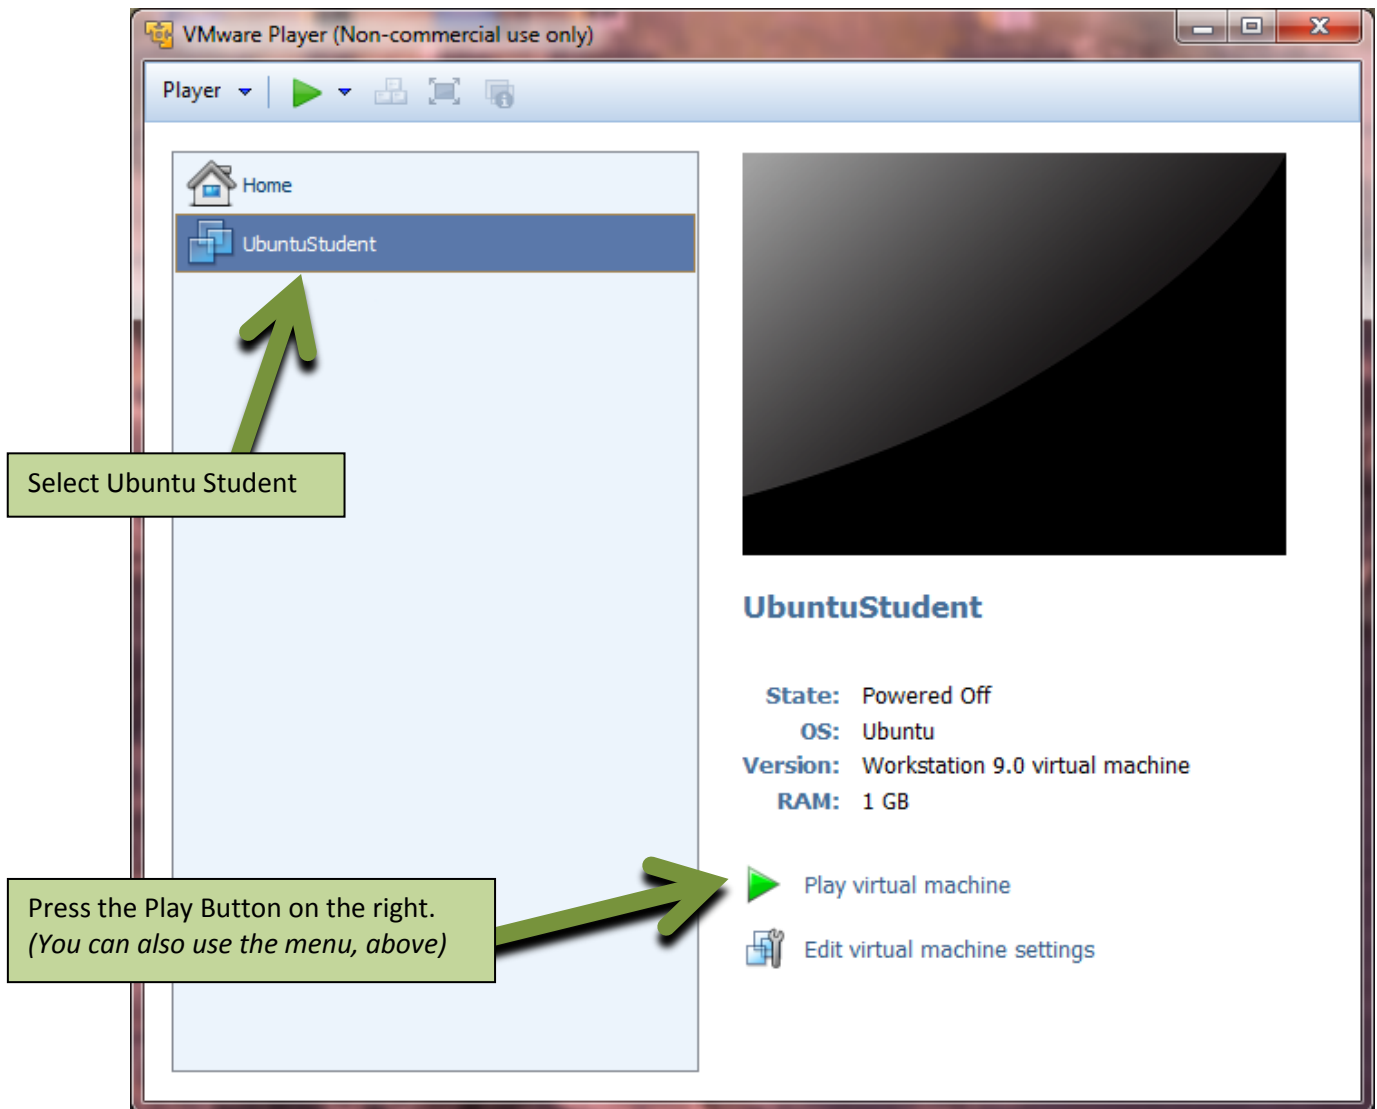 VMware Player (Non-commercial use only)
Player
Home
UbuntuStudent
Select Ubuntu Student
UbuntuStudent
State: Powered Off
OS: Ubuntu
Version: Workstation 9.0 virtual machine
RAM: 1 GB
Play virtual machine
Press the Play Button on the right.
(You can also use the menu, above)
Edit virtual machine settings